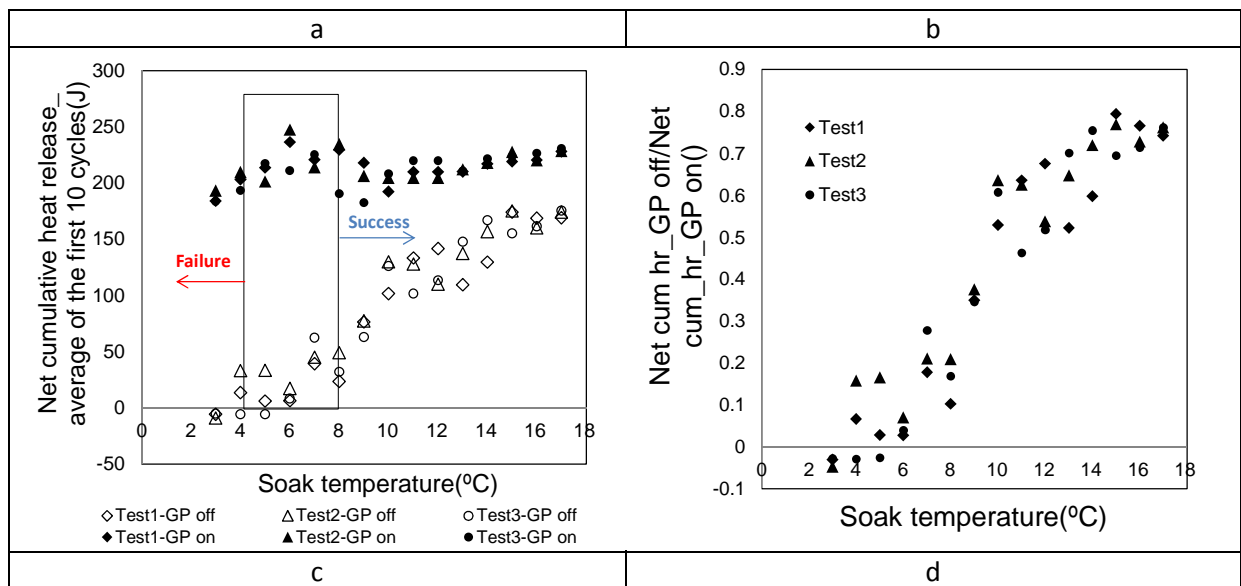 a
b
300
250
200
150
100
50
0
-50
0
2
4
6
8
10
12
14
16
18
Net cumulative heat release_
average of the first 10 cycles(J)
Failure
Success
Soak temperature(ºC)
Test1-GP off
Test2-GP off
Test3-GP off
Test1-GP on
Test2-GP on
Test3-GP on
0.9
0.8
0.7
0.6
0.5
0.4
0.3
0.2
0.1
0
-0.1
0
2
4
6
8
10
12
14
16
18
Net cum hr_GP off/Net
cum_hr_GP on()
Test1
Test2
Test3
Soak temperature(ºC)
c
d